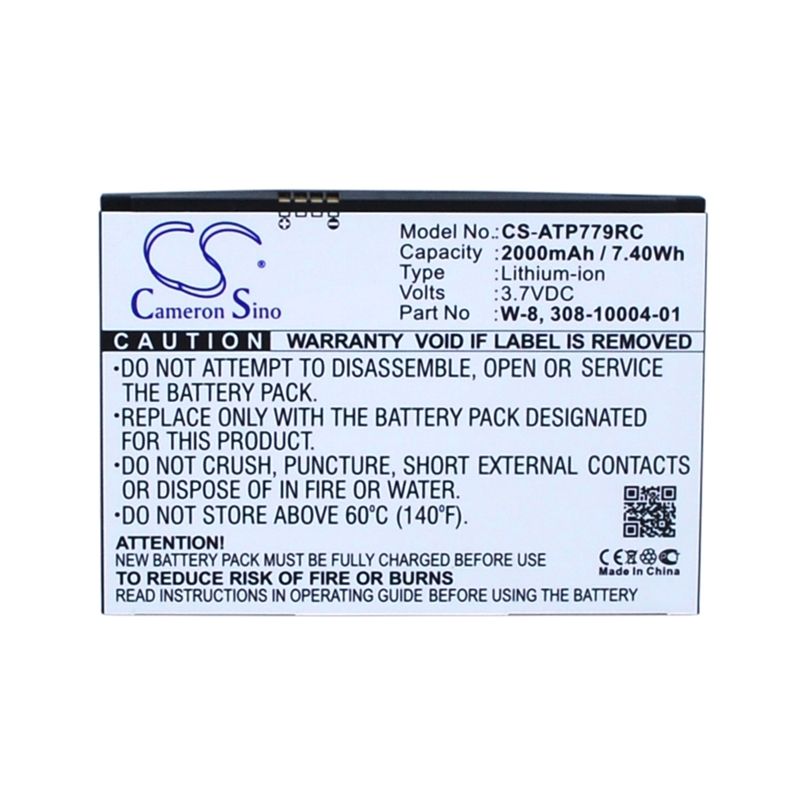 CS
Cameron Sino
Model No.:CS-ATP779RC
Capacity :2000mAh / 7.40Wh
Type :Lithium-ion
Volts :3.7VDC
Part No :W-8, 308-10004-01
CAUTION WARRANTY VOID IF LABEL IS REMOVED
·DO NOT ATTEMPT TO DISASSEMBLE, OPEN OR SERVICE
THE BATTERY PACK.
·REPLACE ONLY WITH THE BATTERY PACK DESIGNATED
FOR THIS PARTICULAR EQUIPMENT.
·DO NOT CRUSH, PUNCTURE, SHORT EXTERNAL CONTACTS
OR DISPOSE OF IN FIRE OR WATER.
·DO NOT STORE ABOVE 60°C (140°F).
NEW BATTERY PACK MUST BE FULLY CHARGED BEFORE USE.
TO REDUCE RISK OF FIRE OR BURNS
READ INSTRUCTIONS IN OPERATING GUIDE BEFORE CHARGING.
CE
Made In China